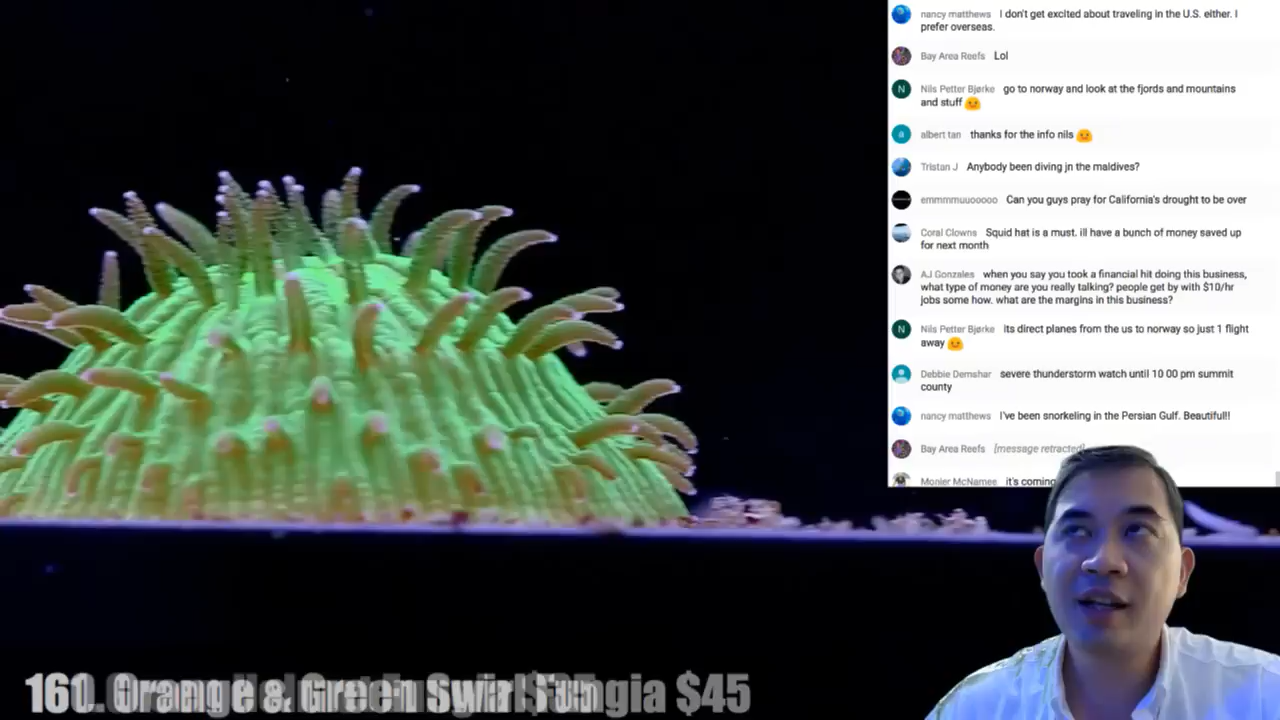 nancy matthews I don't get excited about traveling in the U.S. either. I
prefer overseas.
Bay Area Reefs Lol
N Nils Petter Bjørke go to norway and look at the fjords and mountains
and stuff
a albert tan thanks for the info nils
Tristan J Anybody been diving jn the maldives?
emmmmuuooooo Can you guys pray for California's drought to be over
Coral Clowns Squid hat is a must. ill have a bunch of money saved up
for next month
AJ Gonzales when you say you took a financial hit doing this business,
what type of money are you really talking? people get by with $10/hr
jobs some how. what are the margins in this business?
N Nils Petter Bjørke its direct planes from the us to norway so just 1 flight
away
Debbie Demshar severe thunderstorm watch until 10 00 pm summit
county
nancy matthews I've been snorkeling in the Persian Gulf. Beautiful!!
Bay Area Reefs [message retracted]
Monier McNamee it's coming
Orange & Green $45